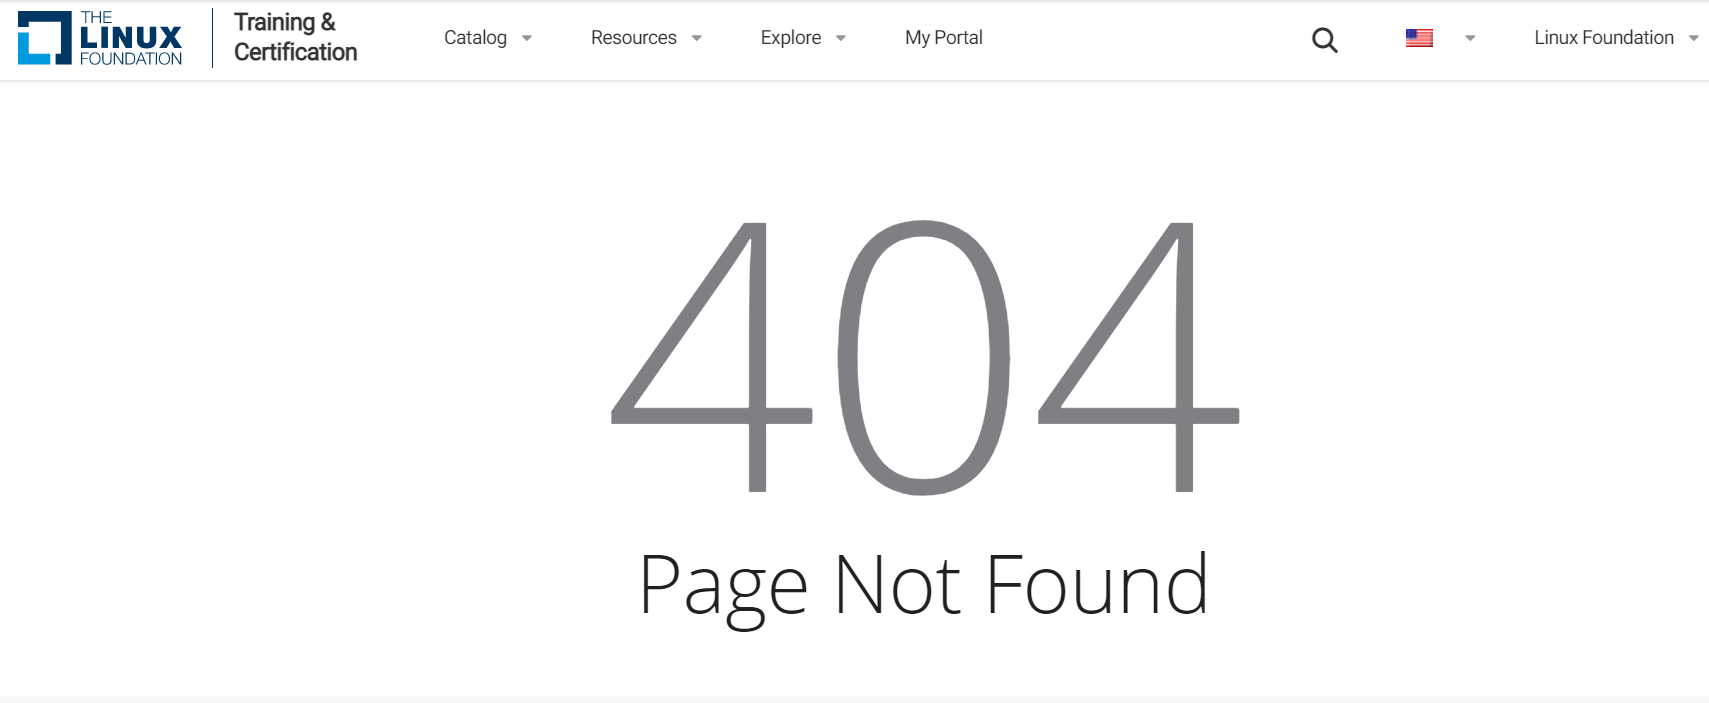 THE
LINUX
FOUNDATION
Training &
Certification
Catalog
Resources
Explore
My Portal
Linux Foundation
404
Page Not Found